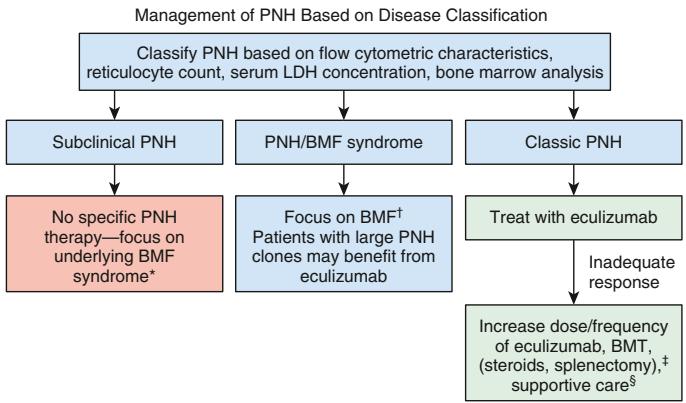 Management of PNH Based on Disease Classification
Classify PNH based on flow cytometric characteristics,
reticulocyte count, serum LDH concentration, bone marrow analysis
Subclinical PNH
PNH/BMF syndrome
Classic PNH
No specific PNH
therapy—focus on
underlying BMF
syndrome*
Focus on BMF†
Patients with large PNH
clones may benefit from
eculizumab
Treat with eculizumab
Inadequate
response
Increase dose/frequency
of eculizumab, BMT,
(steroids, splenectomy),‡
supportive care§